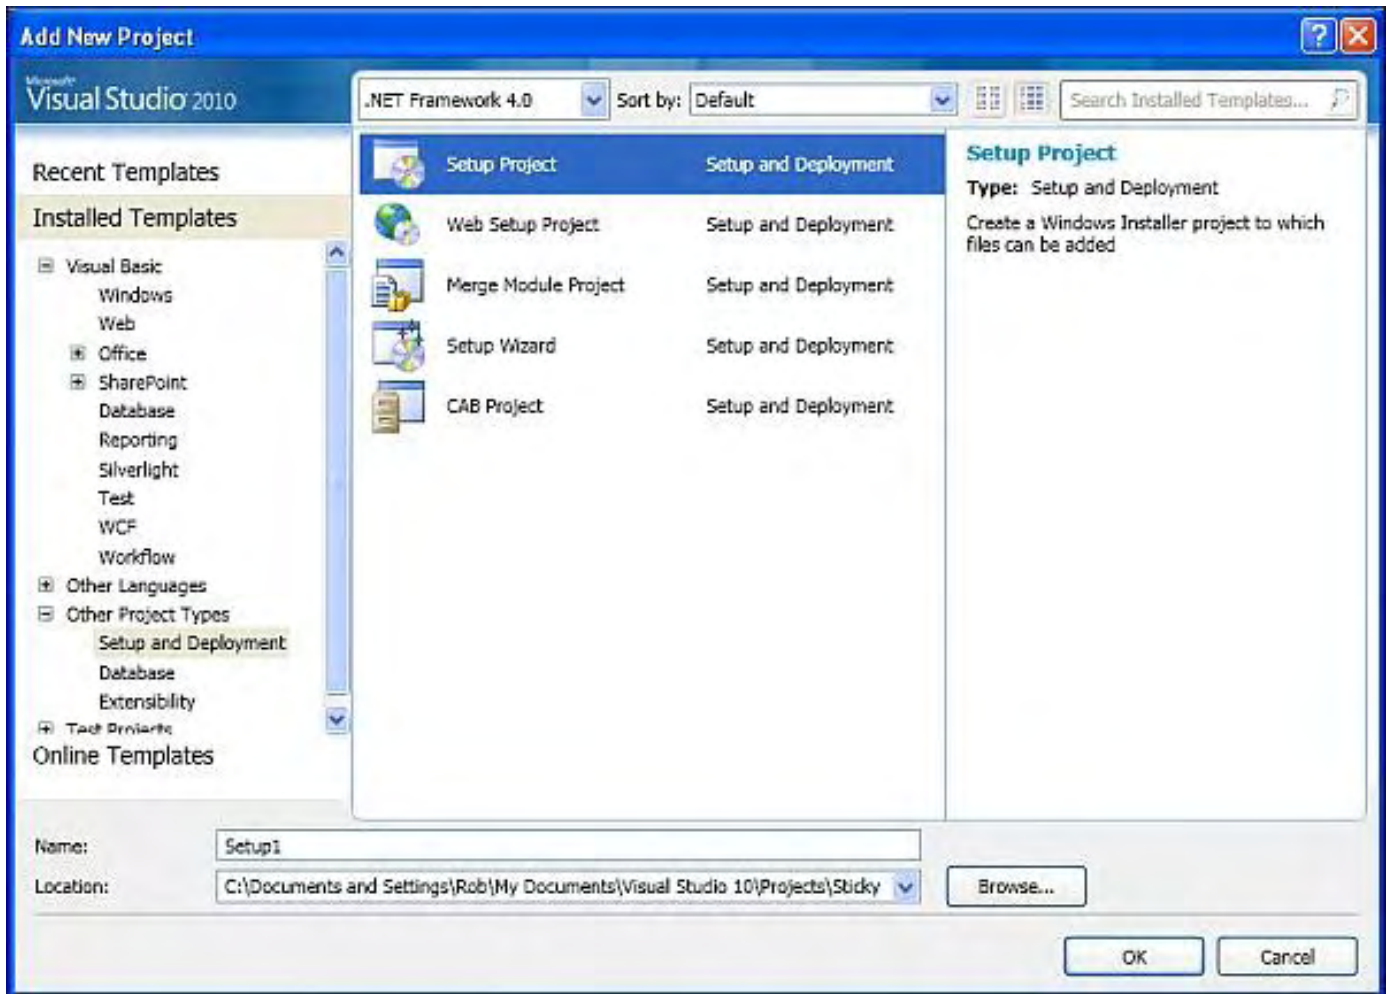 Add New Project
Microsoft
Visual Studio 2010
.NET Framework 4.0
Sort by: Default
Search Installed Templates...
Recent Templates
Installed Templates
Visual Basic
Windows
Web
Office
SharePoint
Database
Reporting
Silverlight
Test
WCF
Workflow
Other Languages
Other Project Types
Setup and Deployment
Database
Extensibility
Test Projects
Online Templates
Setup Project Setup and Deployment
Web Setup Project Setup and Deployment
Merge Module Project Setup and Deployment
Setup Wizard Setup and Deployment
CAB Project Setup and Deployment
Setup Project
Type: Setup and Deployment
Create a Windows Installer project to which
files can be added
Name: Setup1
Location: C:\Documents and Settings\Rob\My Documents\Visual Studio 10\Projects\Sticky
Browse...
OK Cancel